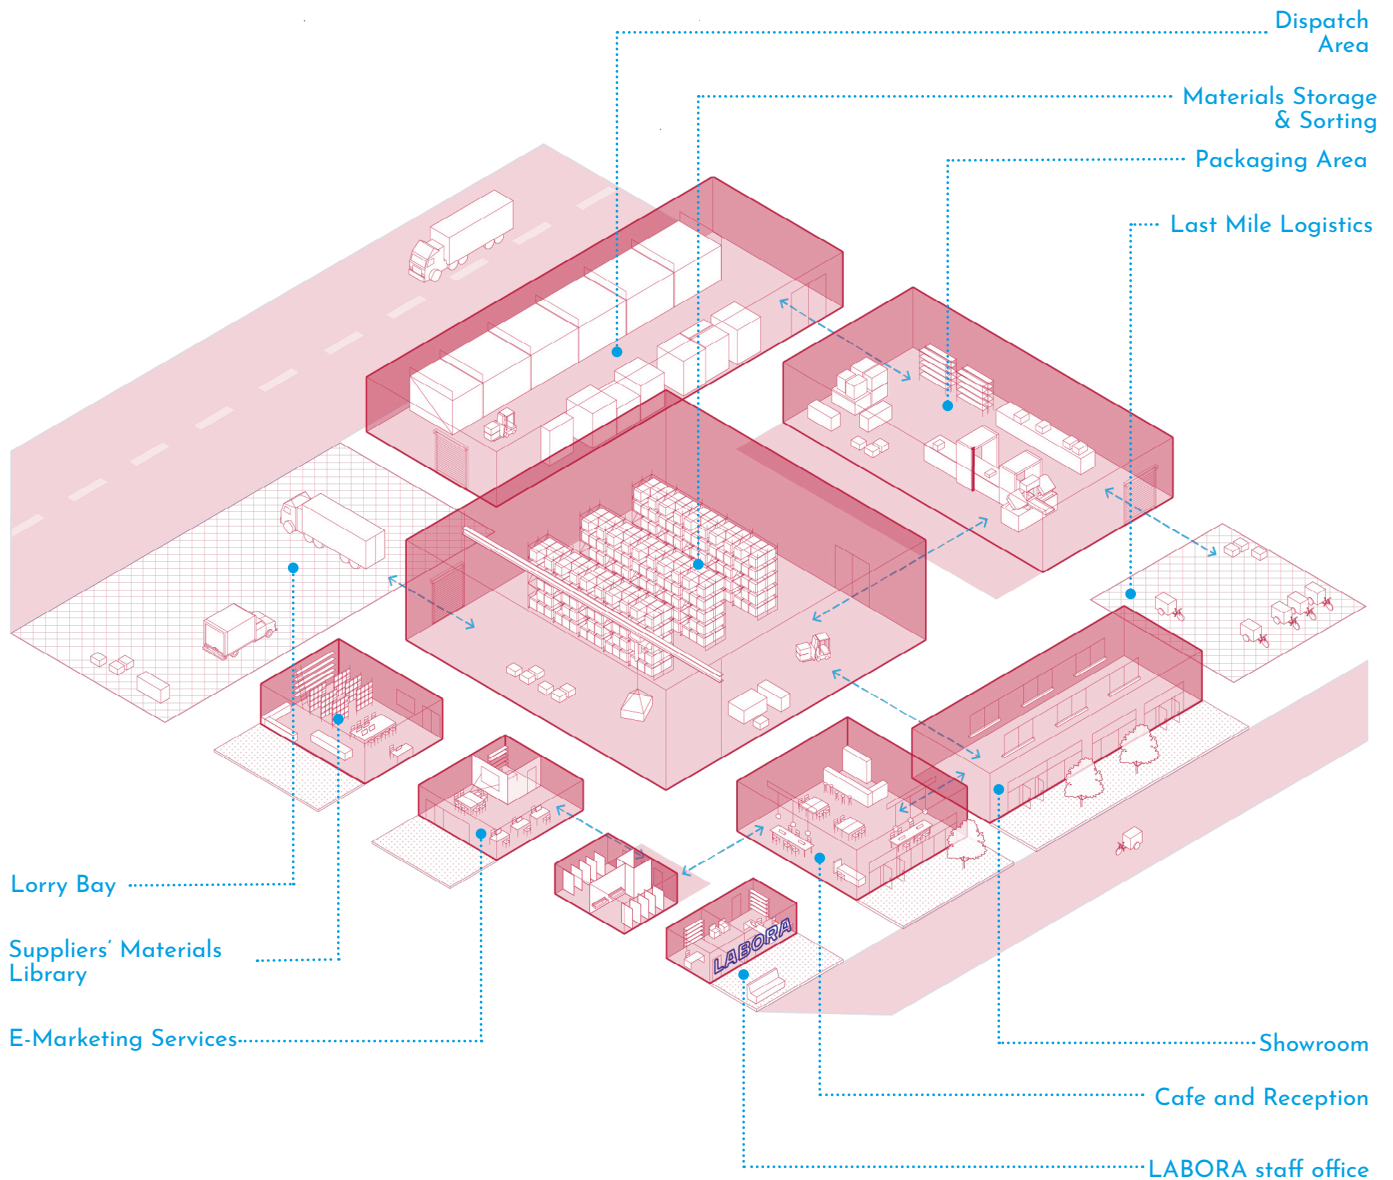 Dispatch
Area
Materials Storage
& Sorting
Packaging Area
Last Mile Logistics
LABORA
Lorry Bay
Suppliers’ Materials
Library
E-Marketing Services
Showroom
Cafe and Reception
LABORA staff office